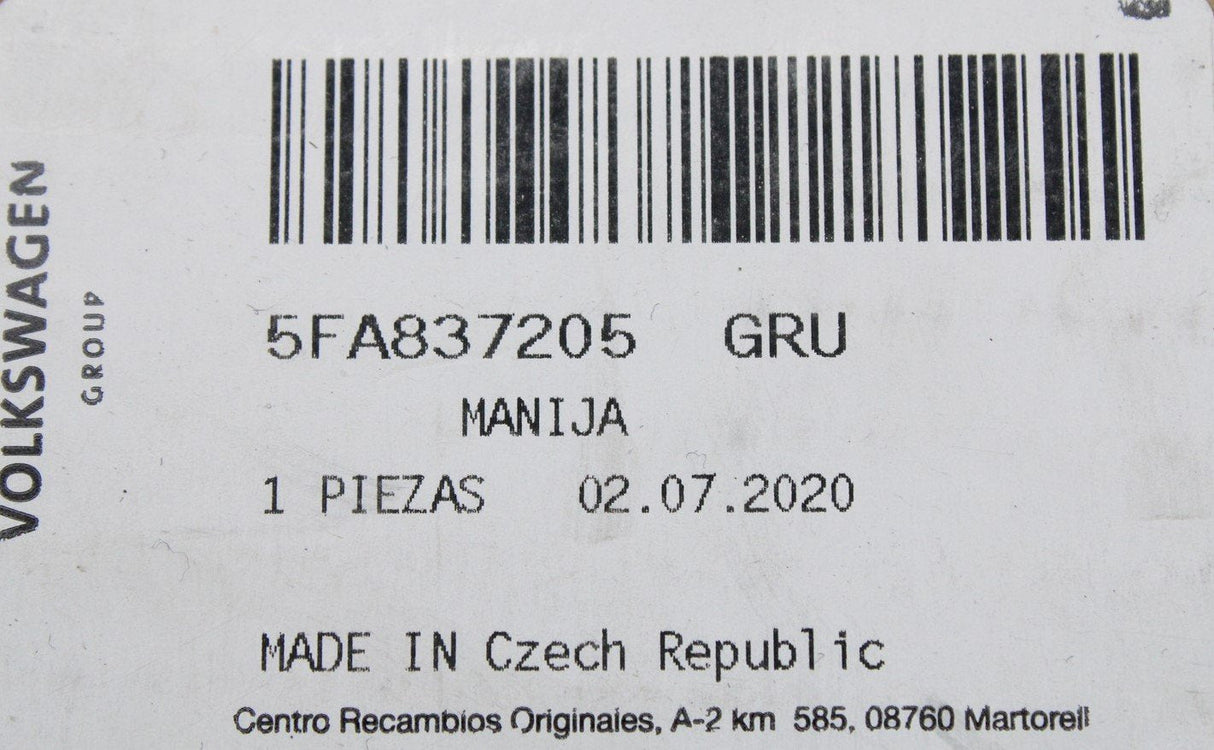 VOLKSWAGEN
GROUP
5FA837205 GRU
MANIJA
1 PIEZAS 02.07.2020
MADE IN Czech Republic
Centro Recambios Originales, A-2 km 585, 08760 Martorell